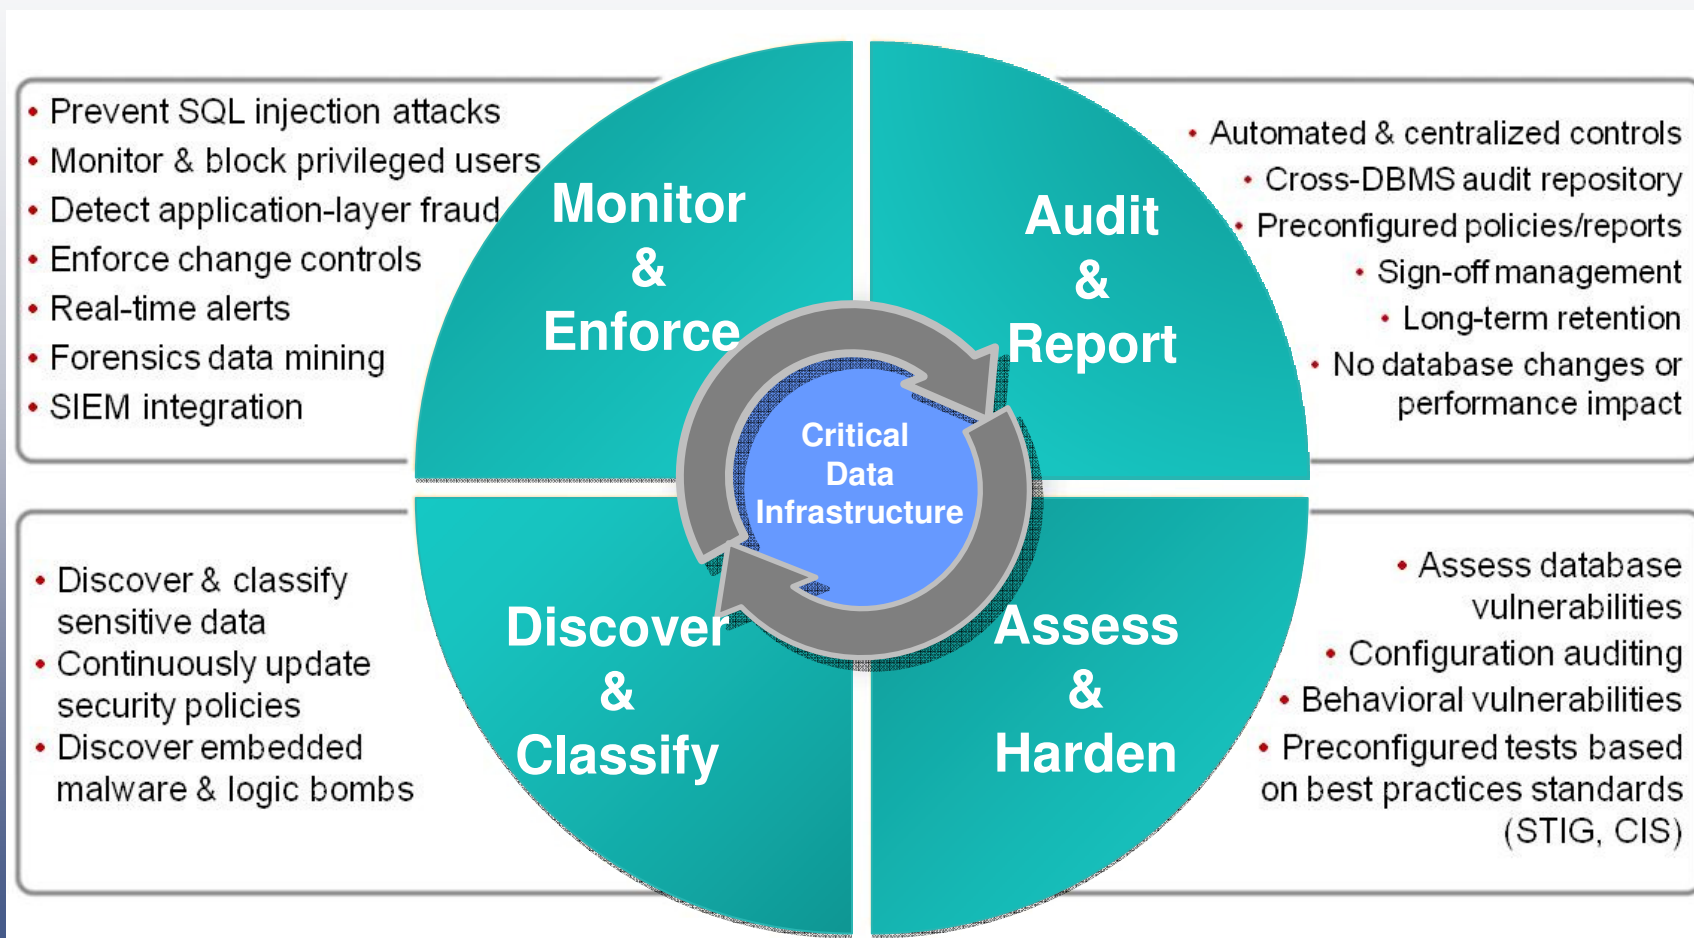 • Prevent SQL injection attacks
• Monitor & block privileged users
• Detect application-layer fraud
• Enforce change controls
• Real-time alerts
• Forensics data mining
• SIEM integration
Monitor
&
Enforce
Audit
&
Report
• Automated & centralized controls
• Cross-DBMS audit repository
• Preconfigured policies/reports
• Sign-off management
• Long-term retention
• No database changes or
performance impact
Critical
Data
Infrastructure
• Discover & classify
sensitive data
• Continuously update
security policies
• Discover embedded
malware & logic bombs
Discover
&
Classify
Assess
&
Harden
• Assess database
vulnerabilities
• Configuration auditing
• Behavioral vulnerabilities
• Preconfigured tests based
on best practices standards
(STIG, CIS)